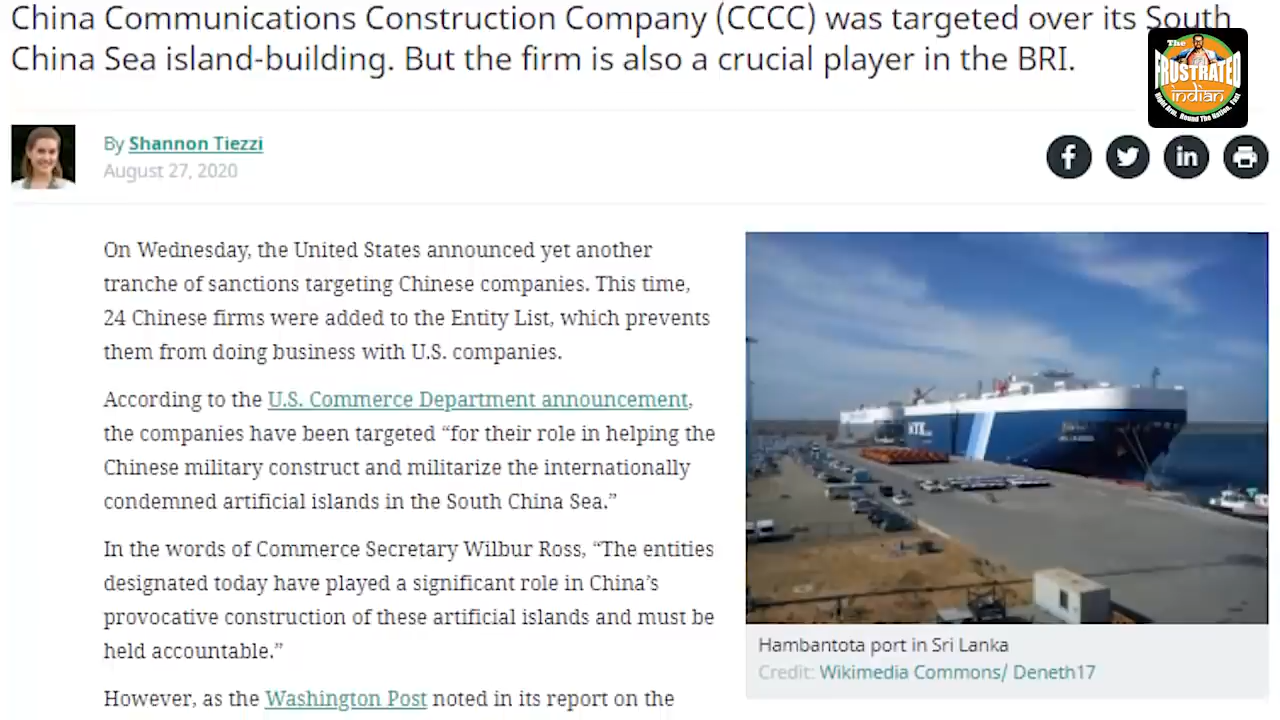 China Communications Construction Company (CCCC) was targeted over its South
China Sea island-building. But the firm is also a crucial player in the BRI.
The
FRUSTRATED
indian
Right Arm. Round The Nation. Fast
By Shannon Tiezzi
August 27, 2020
On Wednesday, the United States announced yet another
tranche of sanctions targeting Chinese companies. This time,
24 Chinese firms were added to the Entity List, which prevents
them from doing business with U.S. companies.
According to the U.S. Commerce Department announcement,
the companies have been targeted “for their role in helping the
Chinese military construct and militarize the internationally
condemned artificial islands in the South China Sea.”
In the words of Commerce Secretary Wilbur Ross, “The entities
designated today have played a significant role in China’s
provocative construction of these artificial islands and must be
held accountable.”
However, as the Washington Post noted in its report on the
NYK
Hambantota port in Sri Lanka
Credit: Wikimedia Commons/ Deneth17